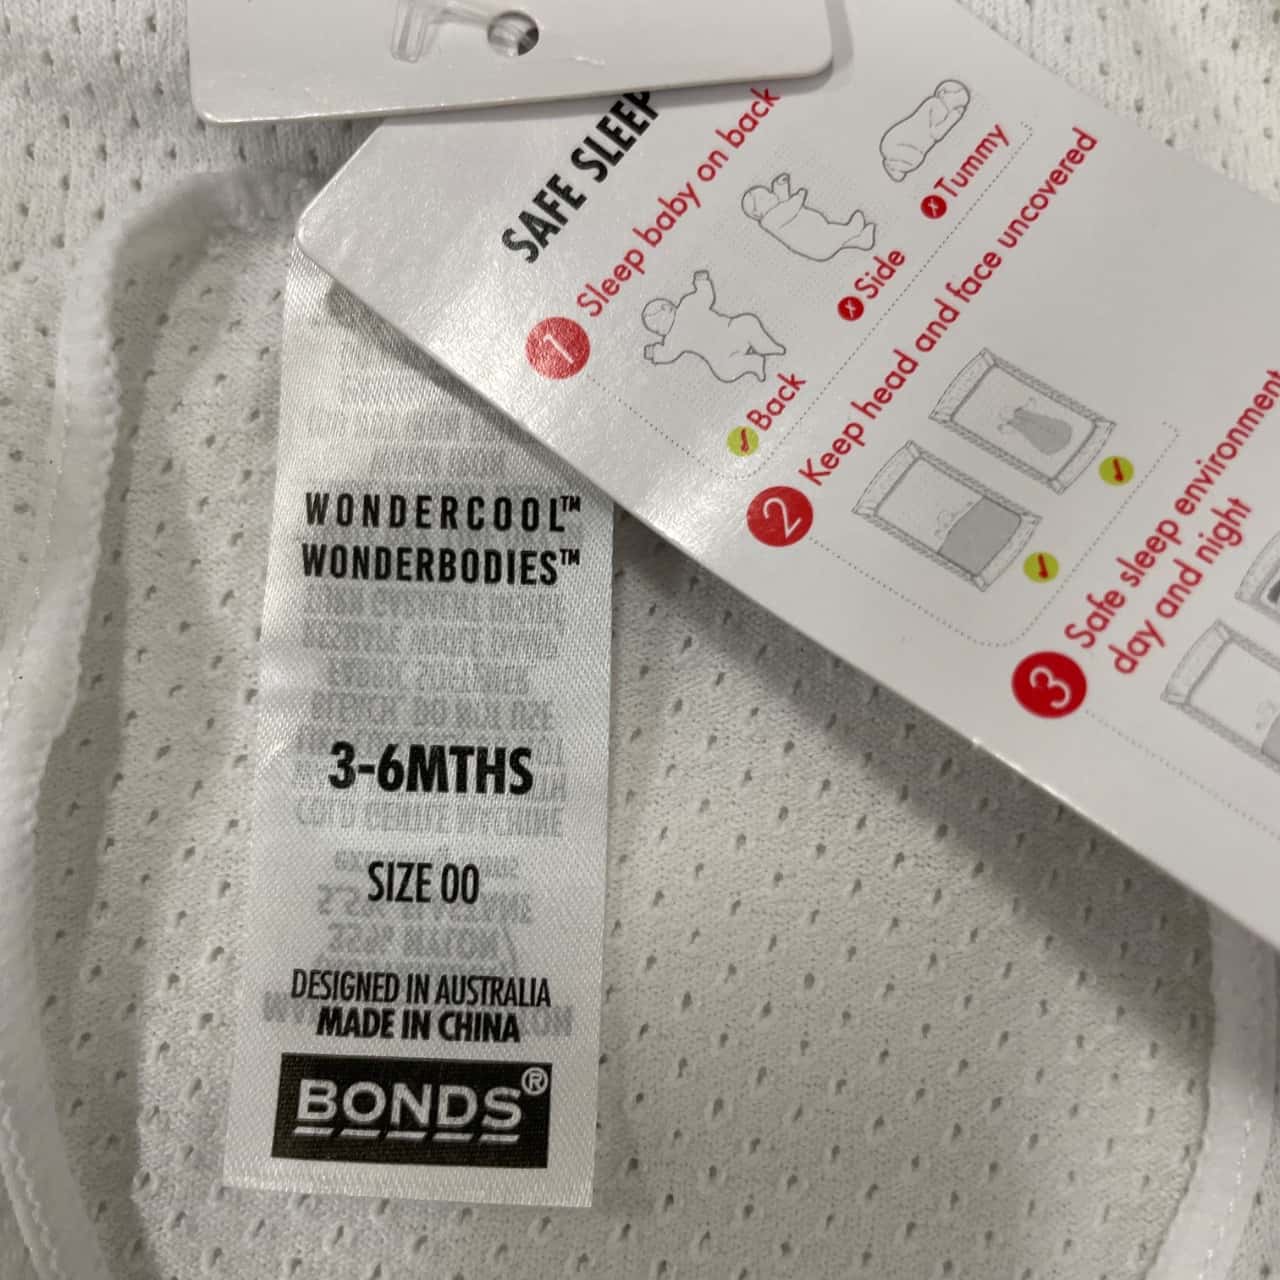 SAFE SLEEP
1 Sleep baby on back
Back
Side
Tummy
2 Keep head and face uncovered
3 Safe sleep environment
day and night
WONDERCOOL™
WONDERBODIES™
3-6MTHS
SIZE 00
DESIGNED IN AUSTRALIA
MADE IN CHINA
BONDS®